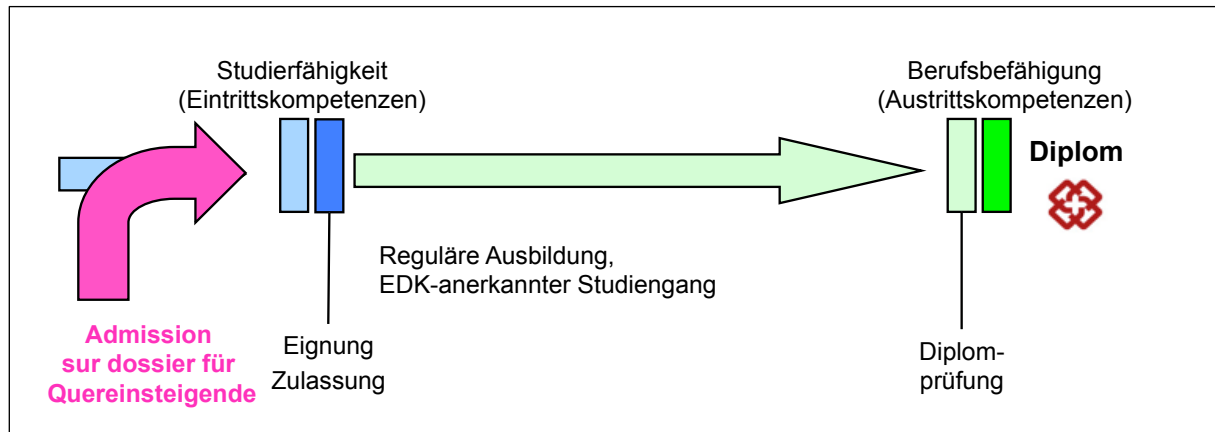 Studierfähigkeit
(Eintrittskompetenzen)
Berufsbefähigung
(Austrittskompetenzen)
Diplom
Reguläre Ausbildung,
EDK-anerkannter Studiengang
Admission
sur dossier für
Quereinsteigende
Eignung
Zulassung
Diplom-
prüfung